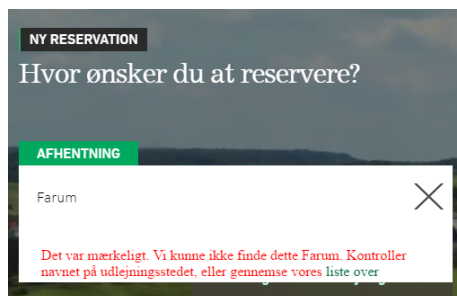 NY RESERVATION
Hvor ønsker du at reservere?
AFHENTNING
Farum
Det var mærkeligt. Vi kunne ikke finde dette Farum. Kontroller
navnet på udlejningsstedet, eller gennemse vores liste over